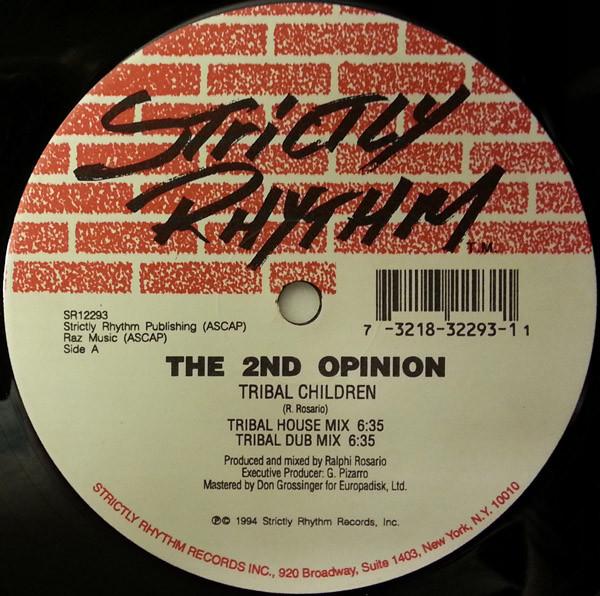 STRICTLY
RHYTHM
T.M.
SR12293
Strictly Rhythm Publishing (ASCAP)
Raz Music (ASCAP)
Side A
7 -3218-32293-1 1
THE 2ND OPINION
TRIBAL CHILDREN
(R. Rosario)
TRIBAL HOUSE MIX 6:35
TRIBAL DUB MIX 6:35
Produced and mixed by Ralphi Rosario
Executive Producer: G. Pizarro
Mastered by Don Grossinger for Europadisk, Ltd.
℗© 1994 Strictly Rhythm Records, Inc.
STRICTLY RHYTHM RECORDS INC., 920 Broadway, Suite 1403, New York, N.Y. 10010